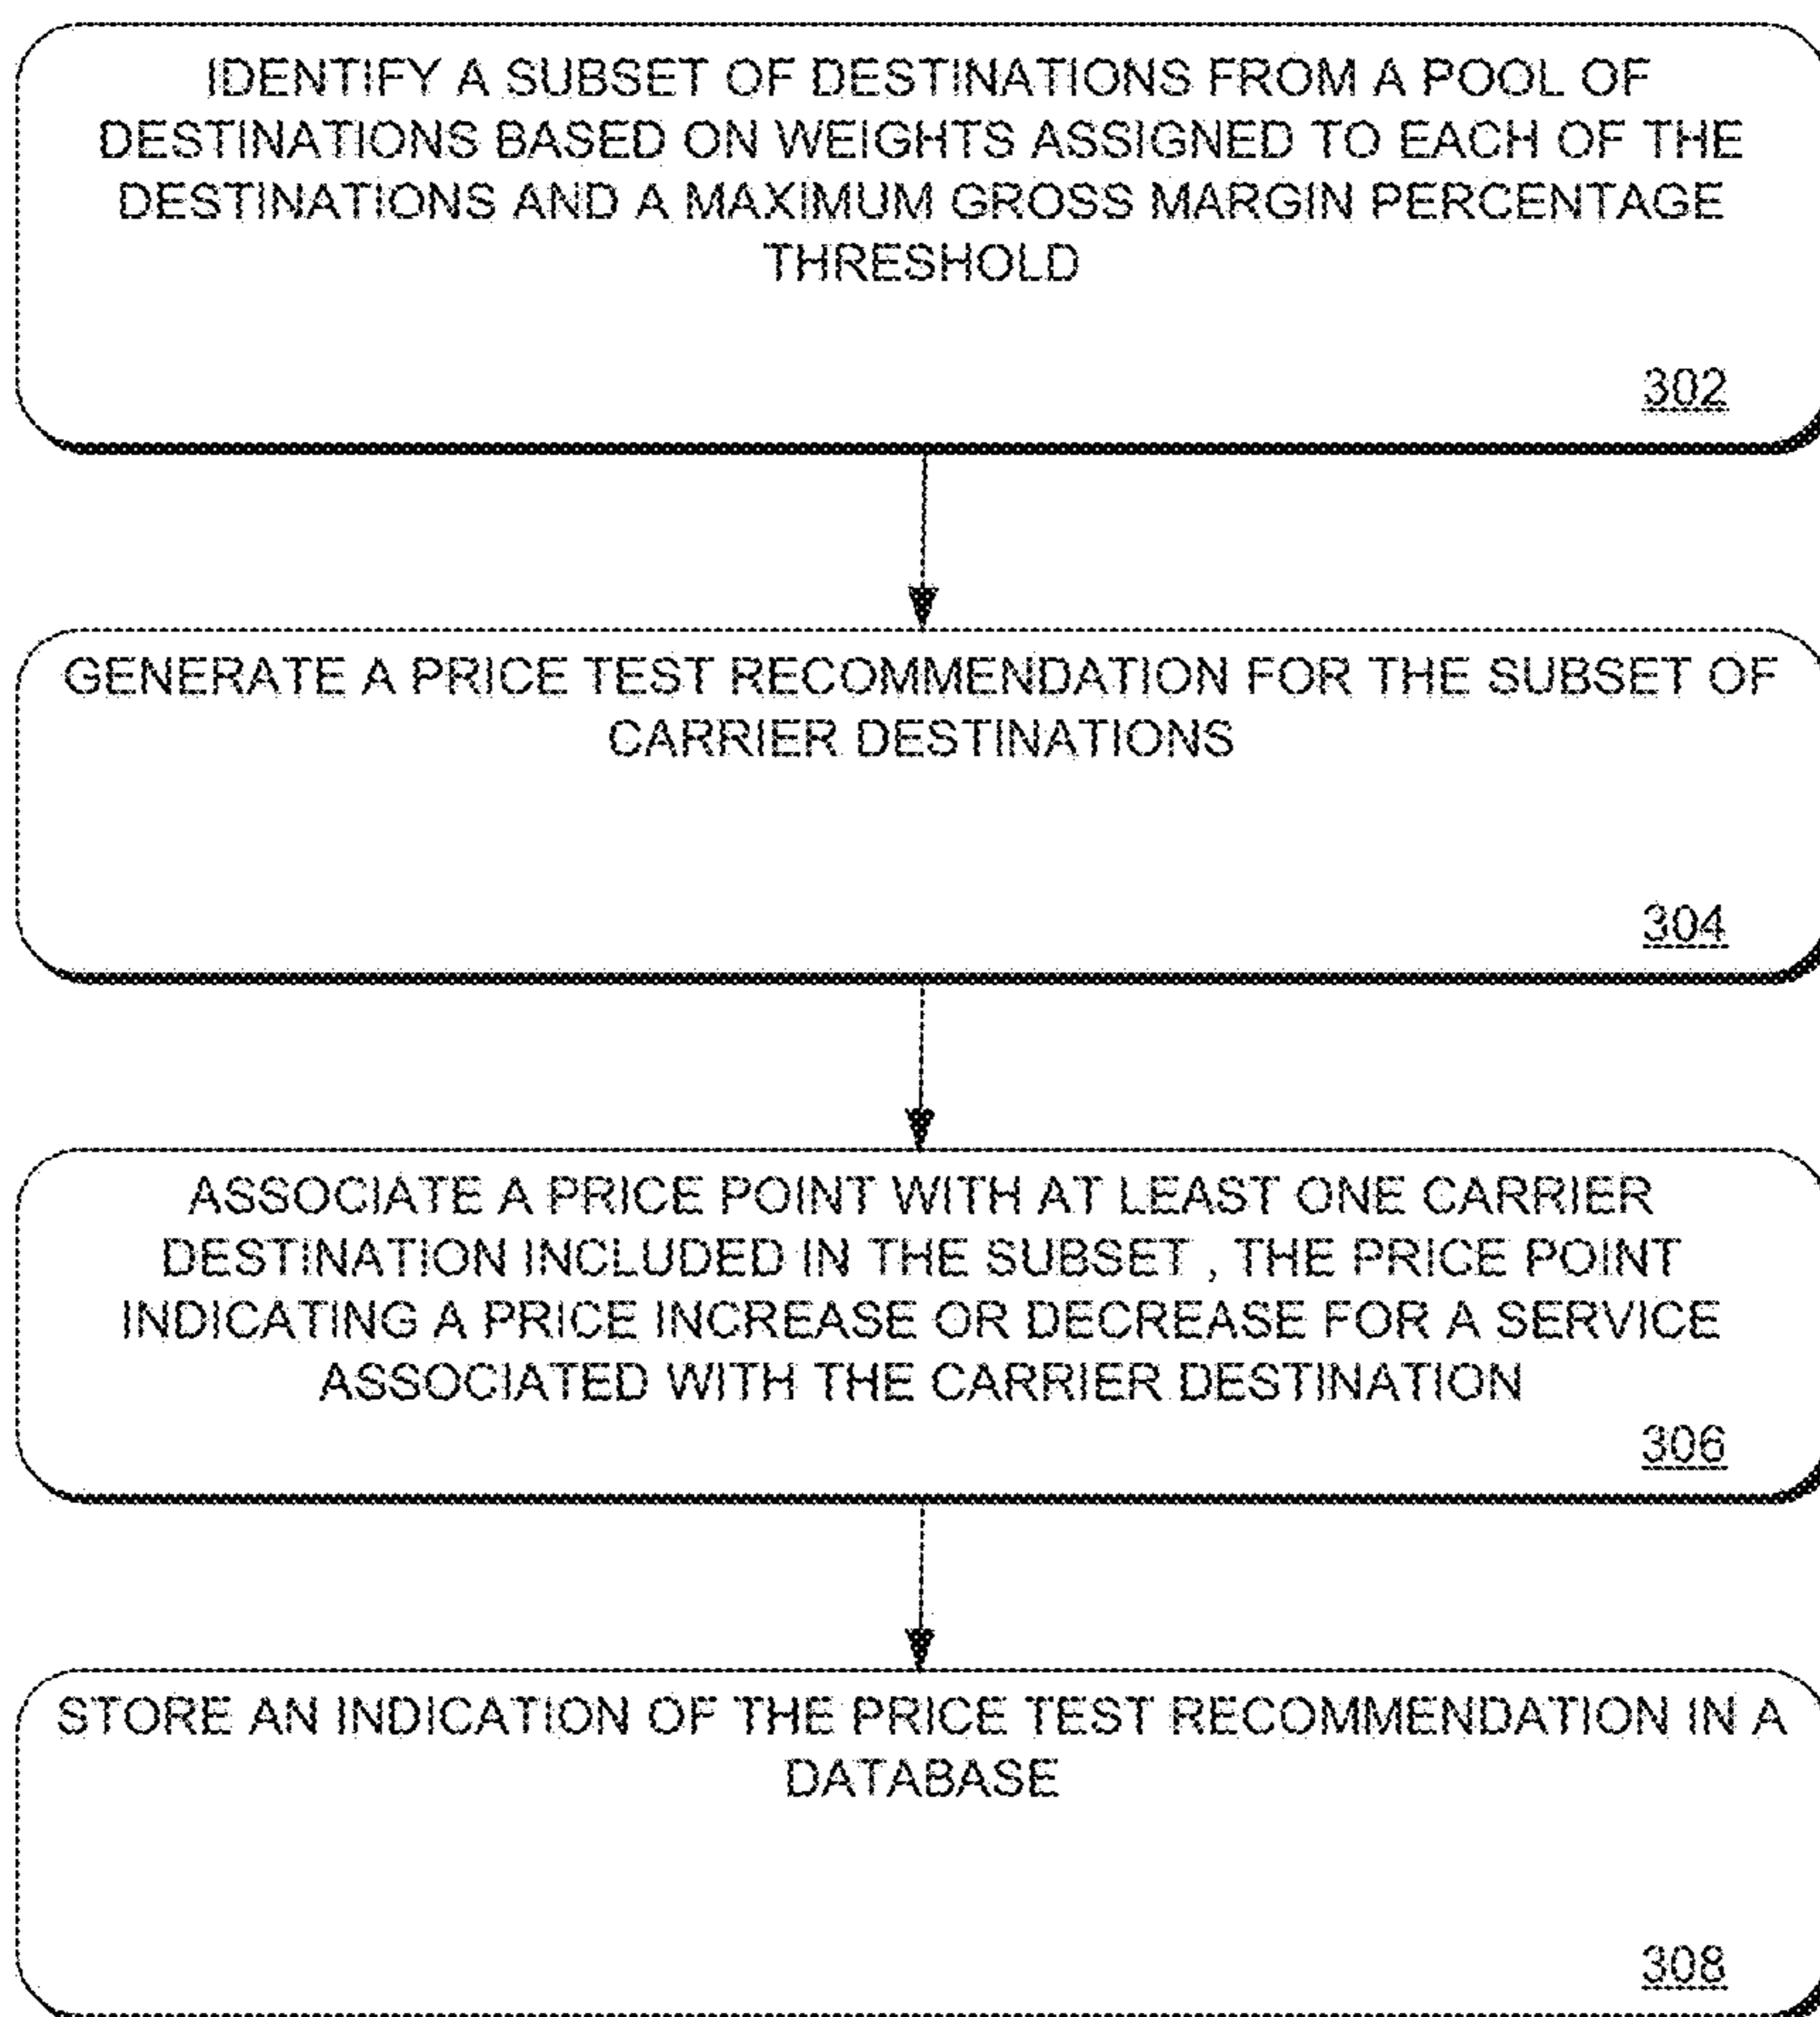 IDENTIFY A SUBSET OF DESTINATIONS FROM A POOL OF
DESTINATIONS BASED ON WEIGHTS ASSIGNED TO EACH OF THE
DESTINATIONS AND A MAXIMUM GROSS MARGIN PERCENTAGE
THRESHOLD
302
GENERATE A PRICE TEST RECOMMENDATION FOR THE SUBSET OF
CARRIER DESTINATIONS
304
ASSOCIATE A PRICE POINT WITH AT LEAST ONE CARRIER
DESTINATION INCLUDED IN THE SUBSET , THE PRICE POINT
INDICATING A PRICE INCREASE OR DECREASE FOR A SERVICE
ASSOCIATED WITH THE CARRIER DESTINATION
306
STORE AN INDICATION OF THE PRICE TEST RECOMMENDATION IN A
DATABASE
308